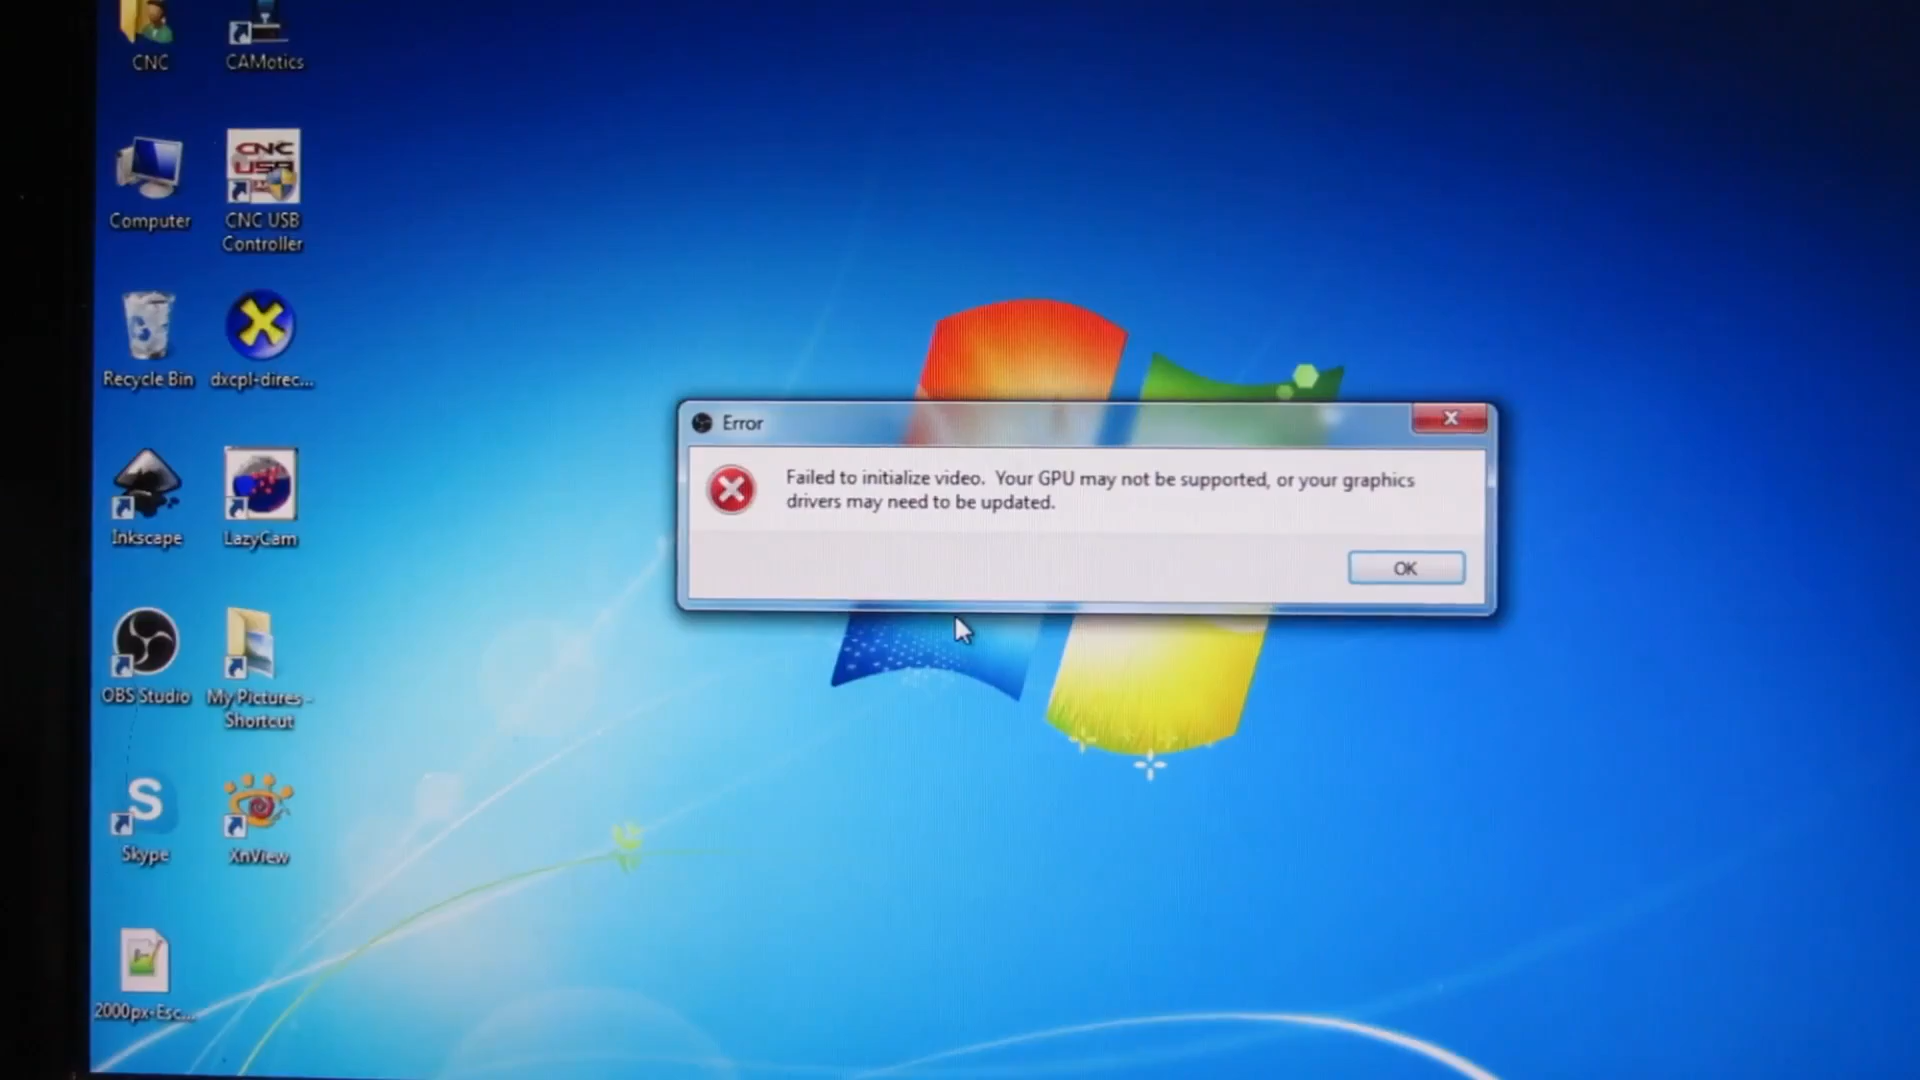 CNC
CAMotics
CNC
USB
Computer
CNC USB
Controller
Recycle Bin
dxcpl-direc...
Error
Failed to initialize video. Your GPU may not be supported, or your graphics
drivers may need to be updated.
OK
Inkscape
LazyCam
OBS Studio
My Pictures -
Shortcut
S
Skype
XnView
2000px-Esc...